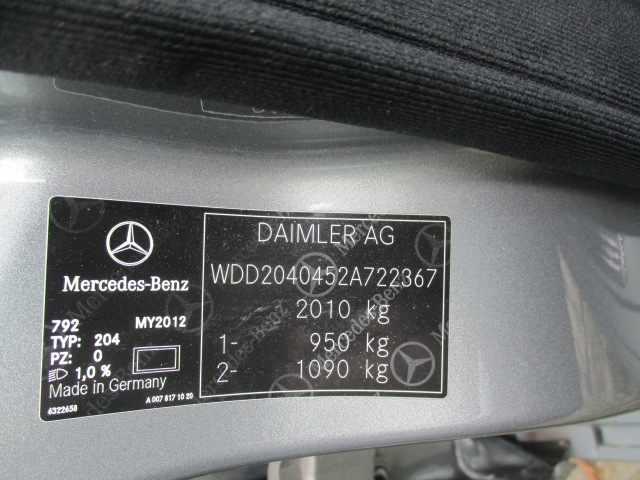 Mercedes-Benz
792 MY2012
TYP: 204
PZ: 0
1,0 %
Made in Germany
6322658 A 007 817 10 20
DAIMLER AG
WDD2040452A722367
2010 kg
1- 950 kg
2- 1090 kg